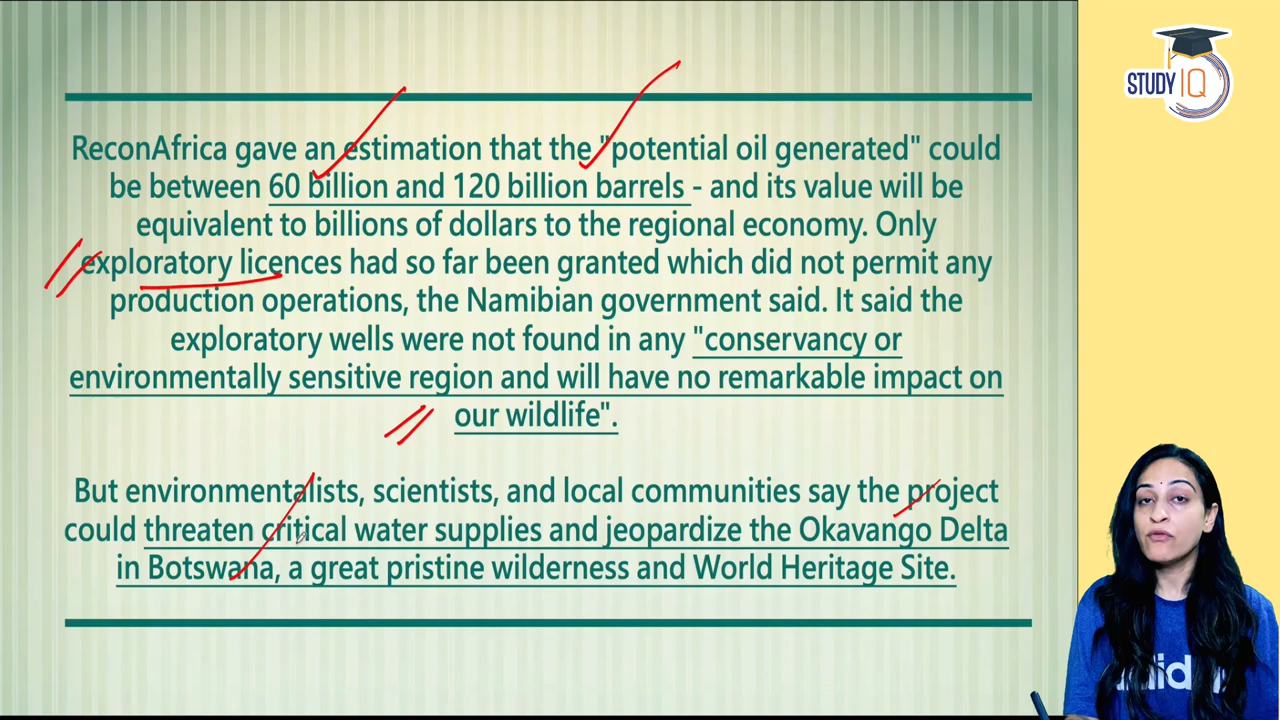 STUDY IQ
ReconAfrica gave an estimation that the "potential oil generated" could
be between 60 billion and 120 billion barrels - and its value will be
equivalent to billions of dollars to the regional economy. Only
exploratory licences had so far been granted which did not permit any
production operations, the Namibian government said. It said the
exploratory wells were not found in any "conservancy or
environmentally sensitive region and will have no remarkable impact on
our wildlife".
But environmentalists, scientists, and local communities say the project
could threaten critical water supplies and jeopardize the Okavango Delta
in Botswana, a great pristine wilderness and World Heritage Site.